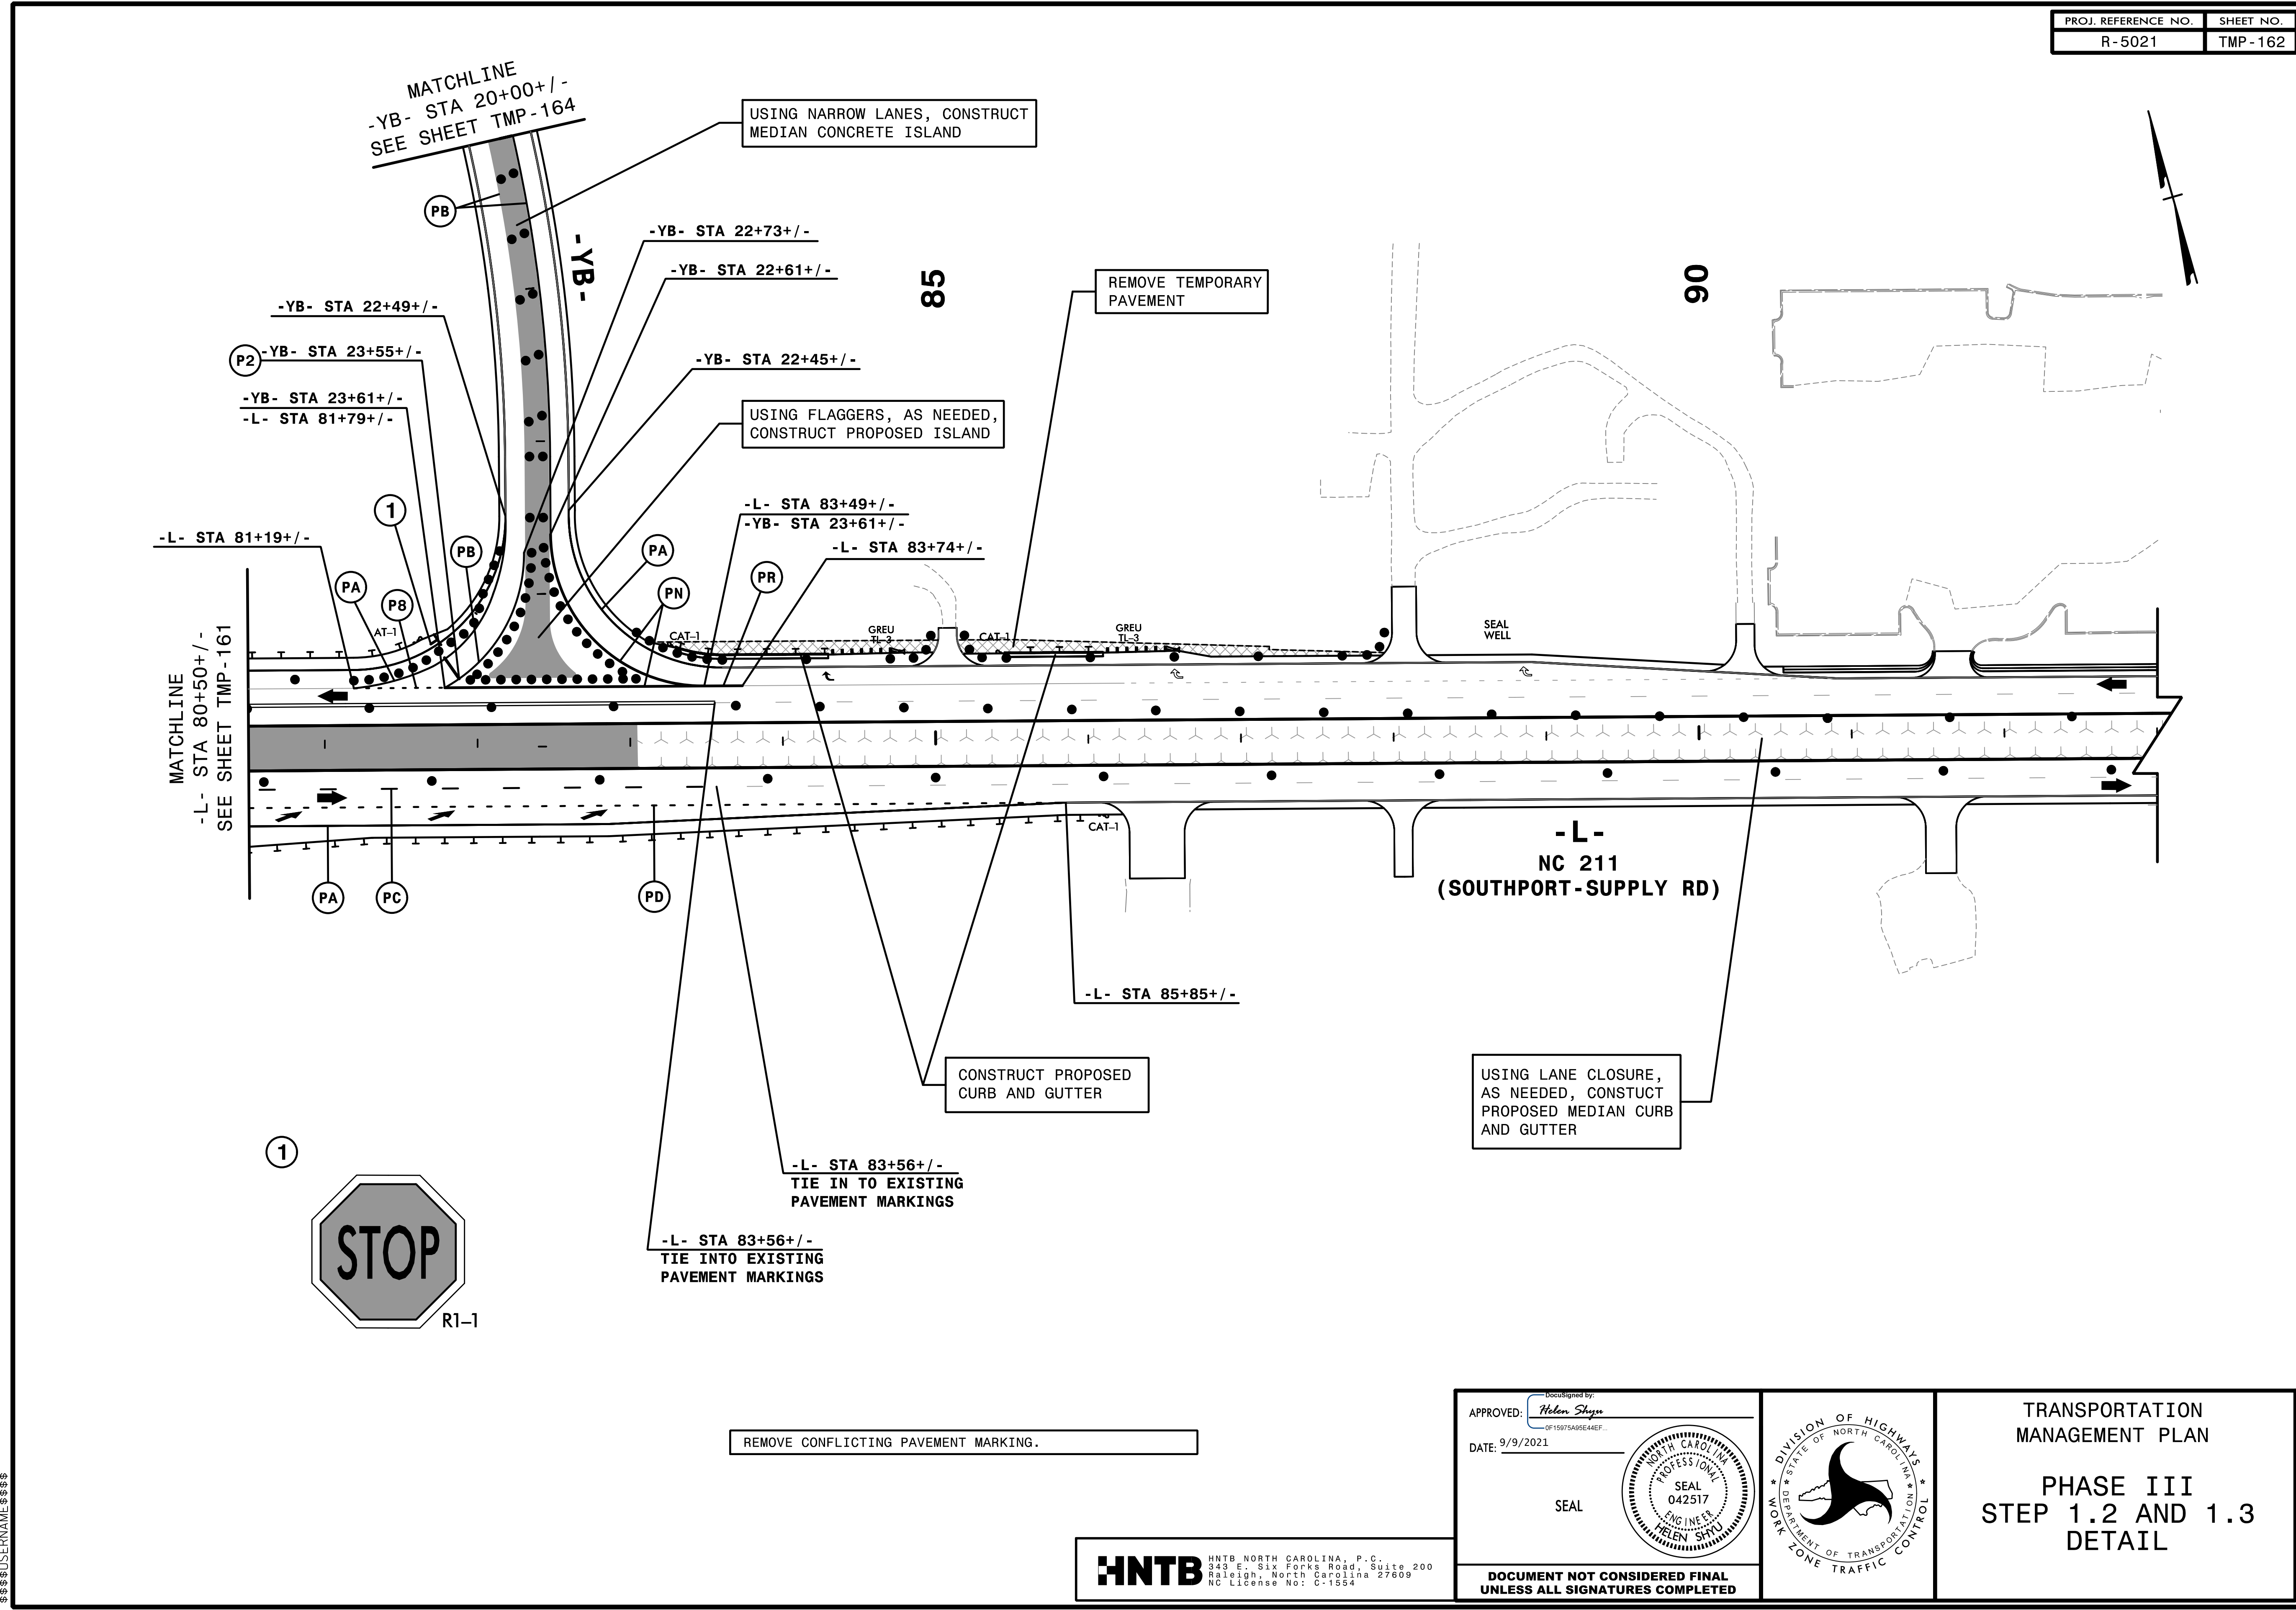 PROJ. REFERENCE NO.
SHEET NO.
R-5021
TMP-162
MATCHLINE
-YB- STA 20+00+/-
SEE SHEET TMP-164
USING NARROW LANES, CONSTRUCT
MEDIAN CONCRETE ISLAND
PB
-YB-
-YB- STA 22+73+/-
-YB- STA 22+61+/-
85
90
REMOVE TEMPORARY
PAVEMENT
-YB- STA 22+49+/-
P2
-YB- STA 23+55+/-
-YB- STA 22+45+/-
-YB- STA 23+61+/-
-L- STA 81+79+/-
USING FLAGGERS, AS NEEDED,
CONSTRUCT PROPOSED ISLAND
1
-L- STA 83+49+/-
-YB- STA 23+61+/-
-L- STA 81+19+/-
-L- STA 83+74+/-
PB
PA
PA
PN
PR
P8
AT-1
CAT-1
GREU
TL-3
CAT-1
GREU
TL-3
SEAL
WELL
MATCHLINE
-L- STA 80+50+/-
SEE SHEET TMP-161
CAT-1
PA
PC
PD
-L-
NC 211
(SOUTHPORT-SUPPLY RD)
-L- STA 85+85+/-
CONSTRUCT PROPOSED
CURB AND GUTTER
USING LANE CLOSURE,
AS NEEDED, CONSTUCT
PROPOSED MEDIAN CURB
AND GUTTER
1
STOP
R1-1
-L- STA 83+56+/-
TIE IN TO EXISTING
PAVEMENT MARKINGS
-L- STA 83+56+/-
TIE INTO EXISTING
PAVEMENT MARKINGS
REMOVE CONFLICTING PAVEMENT MARKING.
$$$$USERNAME$$$$
HNTB
HNTB NORTH CAROLINA, P.C.
343 E. Six Forks Road, Suite 200
Raleigh, North Carolina 27609
NC License No: C-1554
DocuSigned by:
APPROVED:
Helen Shyu
0F15975A95E44EF...
DATE: 9/9/2021
SEAL
NORTH CAROLINA
PROFESSIONAL
SEAL
042517
ENGINEER
HELEN SHYU
DOCUMENT NOT CONSIDERED FINAL
UNLESS ALL SIGNATURES COMPLETED
DIVISION OF HIGHWAYS
STATE OF NORTH CAROLINA
DEPARTMENT OF TRANSPORTATION
WORK ZONE TRAFFIC CONTROL
TRANSPORTATION
MANAGEMENT PLAN
PHASE III
STEP 1.2 AND 1.3
DETAIL